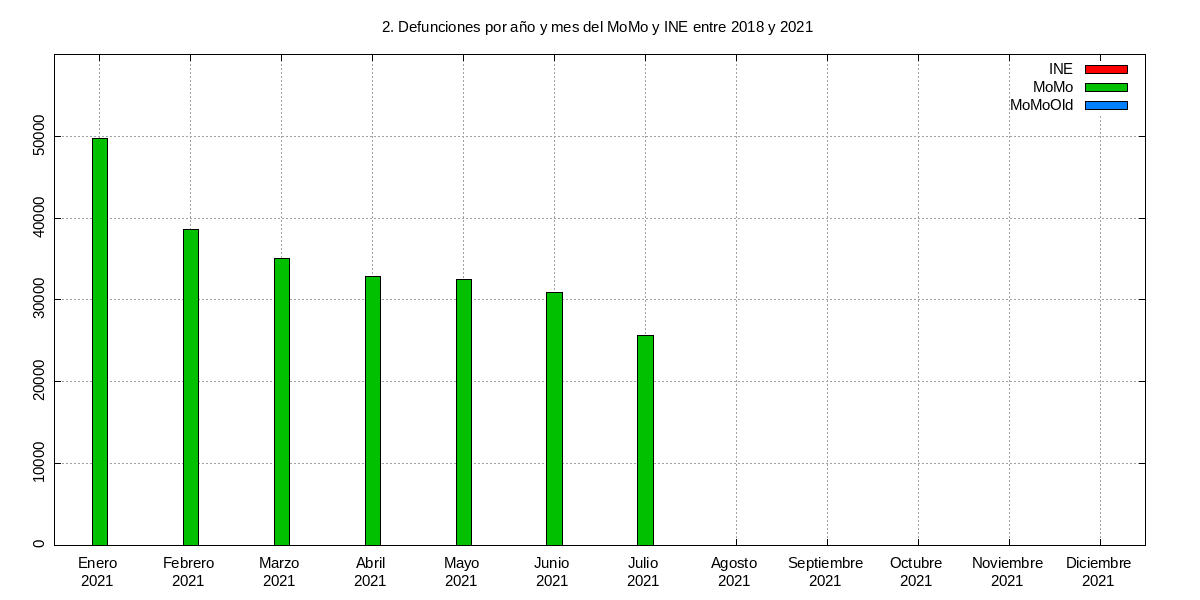 2. Defunciones por año y mes del MoMo y INE entre 2018 y 2021
INE
MoMo
MoMoOld
50000
40000
30000
20000
10000
0
Enero Febrero Marzo Abril Mayo Junio Julio Agosto Septiembre Octubre Noviembre Diciembre
2021 2021 2021 2021 2021 2021 2021 2021 2021 2021 2021 2021